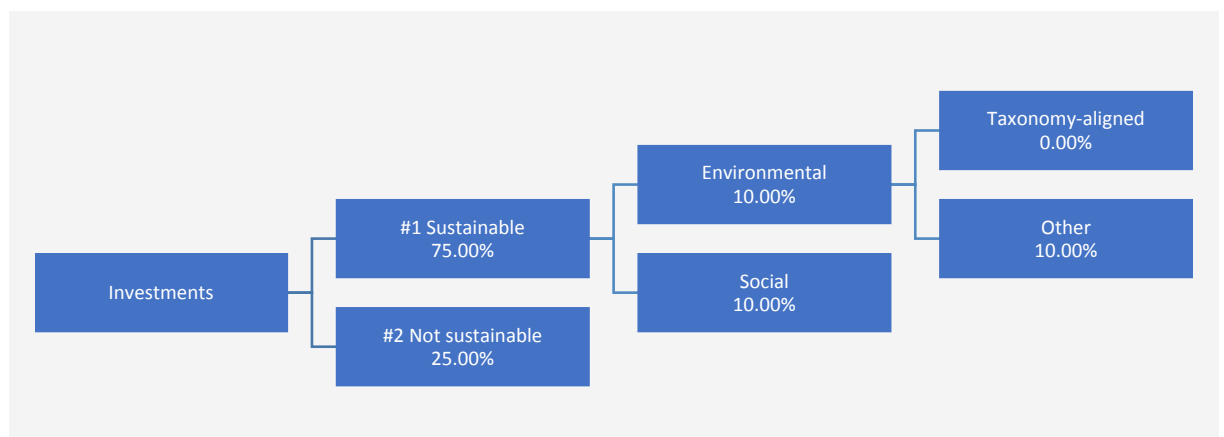 Investments
#1 Sustainable
75.00%
#2 Not sustainable
25.00%
Environmental
10.00%
Social
10.00%
Taxonomy-aligned
0.00%
Other
10.00%